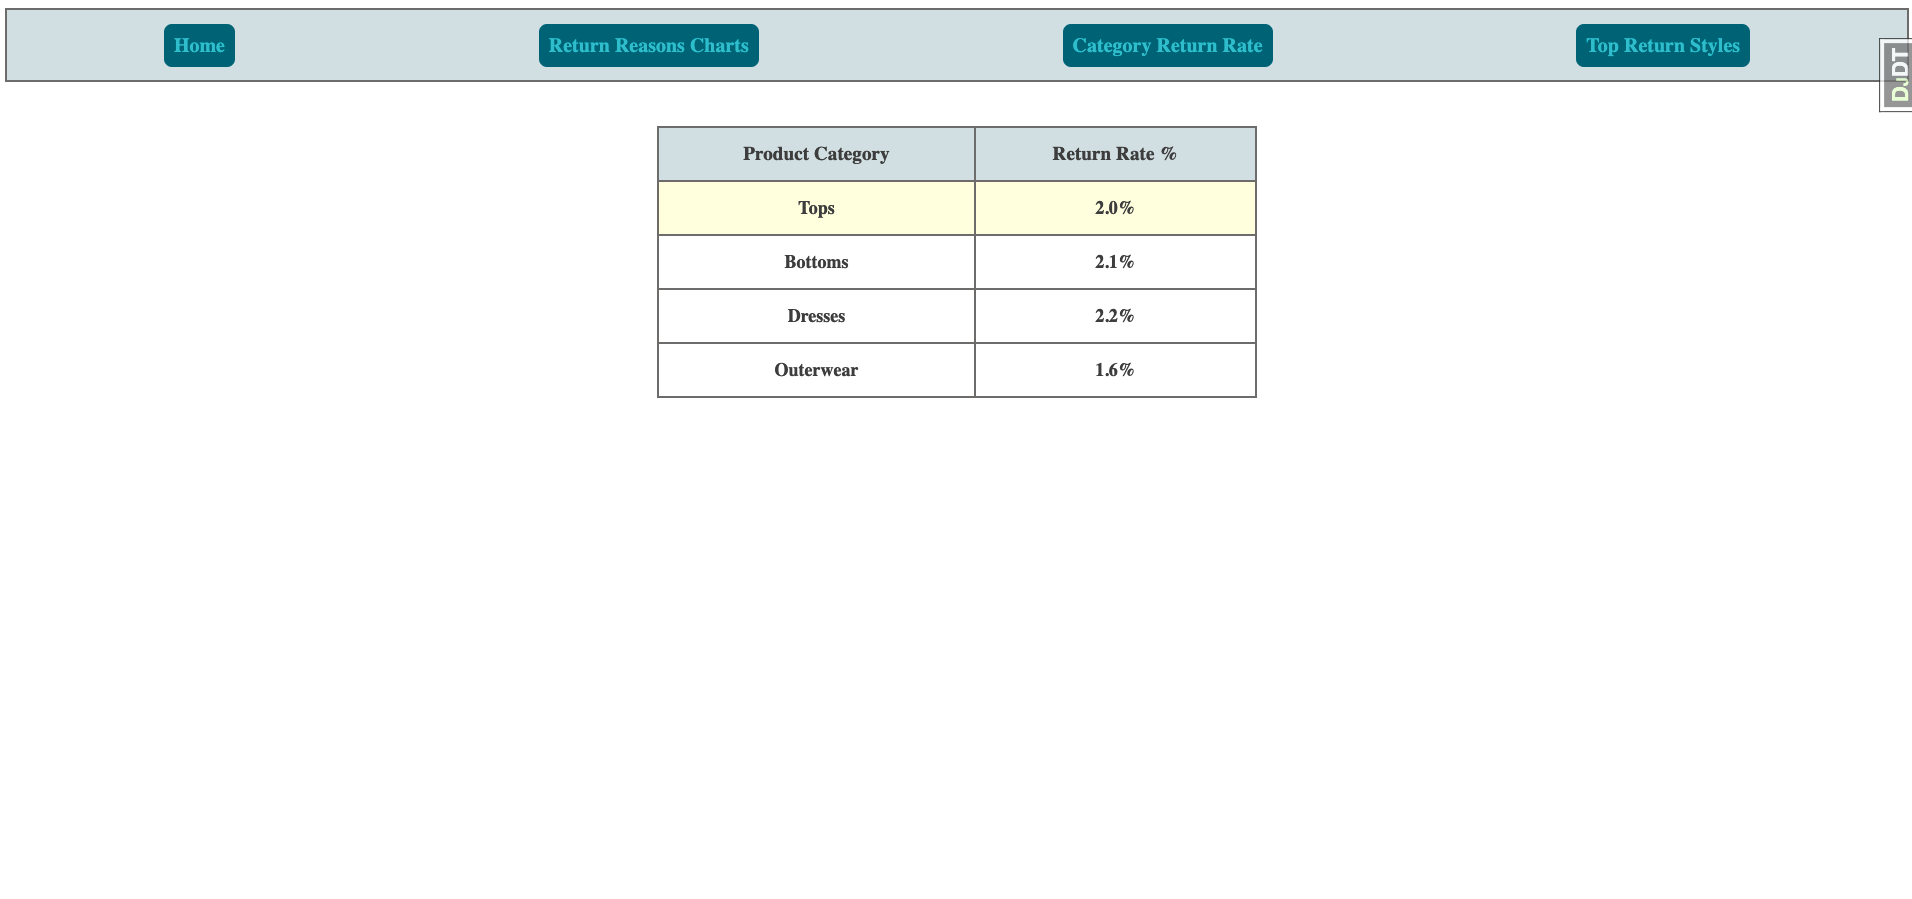 Home Return Reasons Charts Category Return Rate Top Return Styles
DJDT
Product Category Return Rate %
Tops 2.0%
Bottoms 2.1%
Dresses 2.2%
Outerwear 1.6%